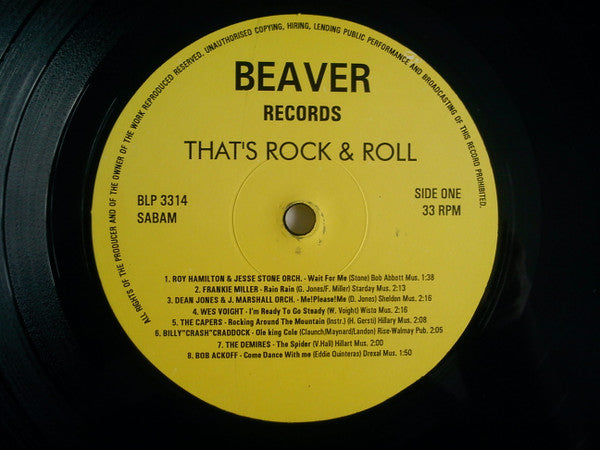 ALL RIGHTS OF THE PRODUCER AND OF THE OWNER OF THE WORK REPRODUCED RESERVED, UNAUTHORISED COPYING, HIRING, LENDING PUBLIC PERFORMANCE AND BROADCASTING OF THIS RECORD PROHIBITED.
BEAVER
RECORDS
THAT'S ROCK & ROLL
BLP 3314
SABAM
SIDE ONE
33 RPM
1. ROY HAMILTON & JESSE STONE ORCH. - Wait For Me (Stone) Bob Abbott Mus. 1:38
2. FRANKIE MILLER - Rain Rain (G. Jones/F. Miller) Starday Mus. 2:13
3. DEAN JONES & J. MARSHALL ORCH. - Me!Please!Me (D. Jones) Sheldon Mus. 2:16
4. WES VOIGHT - I'm Ready To Go Steady (W. Voight) Wisto Mus. 2:16
5. THE CAPERS - Rocking Around The Mountain (Instr.) (H. Gersti) Hillary Mus. 2:08
6. BILLY"CRASH"CRADDOCK - Ole king Cole (Claunch/Maynard/Landon) Rise-Walmay Pub. 2:05
7. THE DEMIRES - The Spider (V.Hall) Hillart Mus. 2:00
8. BOB ACKOFF - Come Dance With me (Eddie Quinteras) Drexal Mus. 1:50